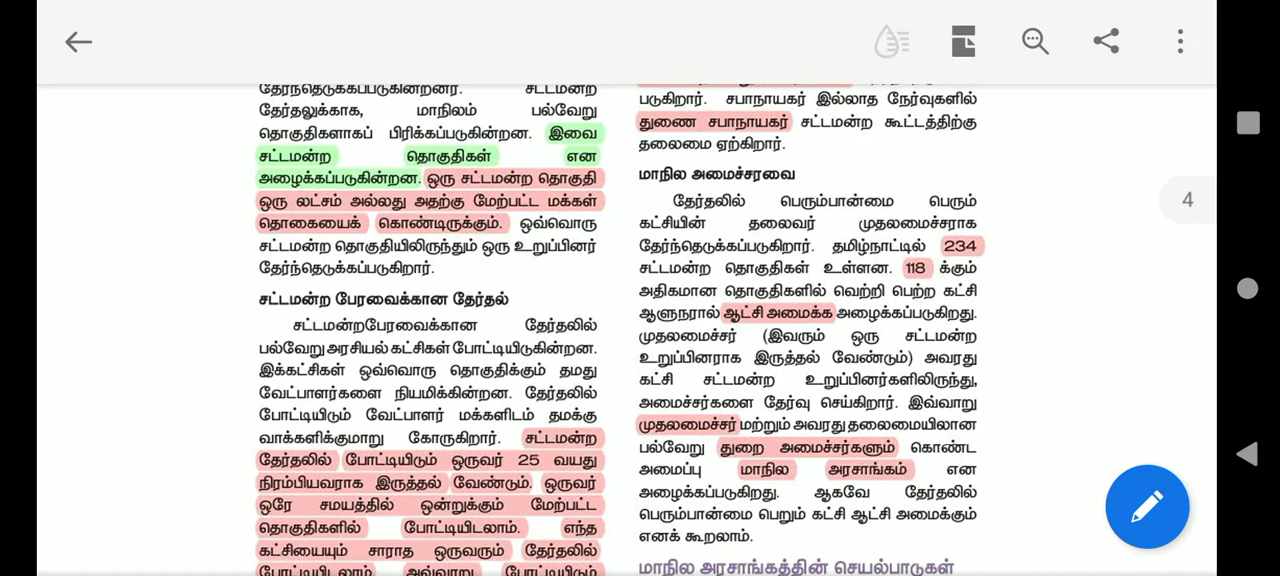 தேர்ந்தெடுக்கப்படுகின்றனர். சட்டமன்ற
தேர்தலுக்காக, மாநிலம் பல்வேறு
தொகுதிகளாகப் பிரிக்கப்படுகின்றன. இவை
சட்டமன்ற தொகுதிகள் என
அழைக்கப்படுகின்றன. ஒரு சட்டமன்ற தொகுதி
ஒரு லட்சம் அல்லது அதற்கு மேற்பட்ட மக்கள்
தொகையைக் கொண்டிருக்கும். ஒவ்வொரு
சட்டமன்ற தொகுதியிலிருந்தும் ஒரு உறுப்பினர்
தேர்ந்தெடுக்கப்படுகிறார்.
சட்டமன்ற பேரவைக்கான தேர்தல்
சட்டமன்றபேரவைக்கான தேர்தலில்
பல்வேறு அரசியல் கட்சிகள் போட்டியிடுகின்றன.
இக்கட்சிகள் ஒவ்வொரு தொகுதிக்கும் தமது
வேட்பாளர்களை நியமிக்கின்றன. தேர்தலில்
போட்டியிடும் வேட்பாளர் மக்களிடம் தமக்கு
வாக்களிக்குமாறு கோருகிறார். சட்டமன்ற
தேர்தலில் போட்டியிடும் ஒருவர் 25 வயது
நிரம்பியவராக இருத்தல் வேண்டும். ஒருவர்
ஒரே சமயத்தில் ஒன்றுக்கும் மேற்பட்ட
தொகுதிகளில் போட்டியிடலாம். எந்த
கட்சியையும் சாராத ஒருவரும் தேர்தலில்
போட்டியிடலாம். அவ்வாறு போட்டியிடும்
படுகிறார். சபாநாயகர் இல்லாத நேர்வுகளில்
துணை சபாநாயகர் சட்டமன்ற கூட்டத்திற்கு
தலைமை ஏற்கிறார்.
மாநில அமைச்சரவை
தேர்தலில் பெரும்பான்மை பெரும்
கட்சியின் தலைவர் முதலமைச்சராக
தேர்ந்தெடுக்கப்படுகிறார். தமிழ்நாட்டில் 234
சட்டமன்ற தொகுதிகள் உள்ளன. 118 க்கும்
அதிகமான தொகுதிகளில் வெற்றி பெற்ற கட்சி
ஆளுநரால் ஆட்சி அமைக்க அழைக்கப்படுகிறது.
முதலமைச்சர் (இவரும் ஒரு சட்டமன்ற
உறுப்பினராக இருத்தல் வேண்டும்) அவரது
கட்சி சட்டமன்ற உறுப்பினர்களிலிருந்து,
அமைச்சர்களை தேர்வு செய்கிறார். இவ்வாறு
முதலமைச்சர் மற்றும் அவரது தலைமையிலான
பல்வேறு துறை அமைச்சர்களும் கொண்ட
அமைப்பு மாநில அரசாங்கம் என
அழைக்கப்படுகிறது. ஆகவே தேர்தலில்
பெரும்பான்மை பெறும் கட்சி ஆட்சி அமைக்கும்
எனக் கூறலாம்.
மாநில அரசாங்கத்தின் செயல்பாடுகள்
4